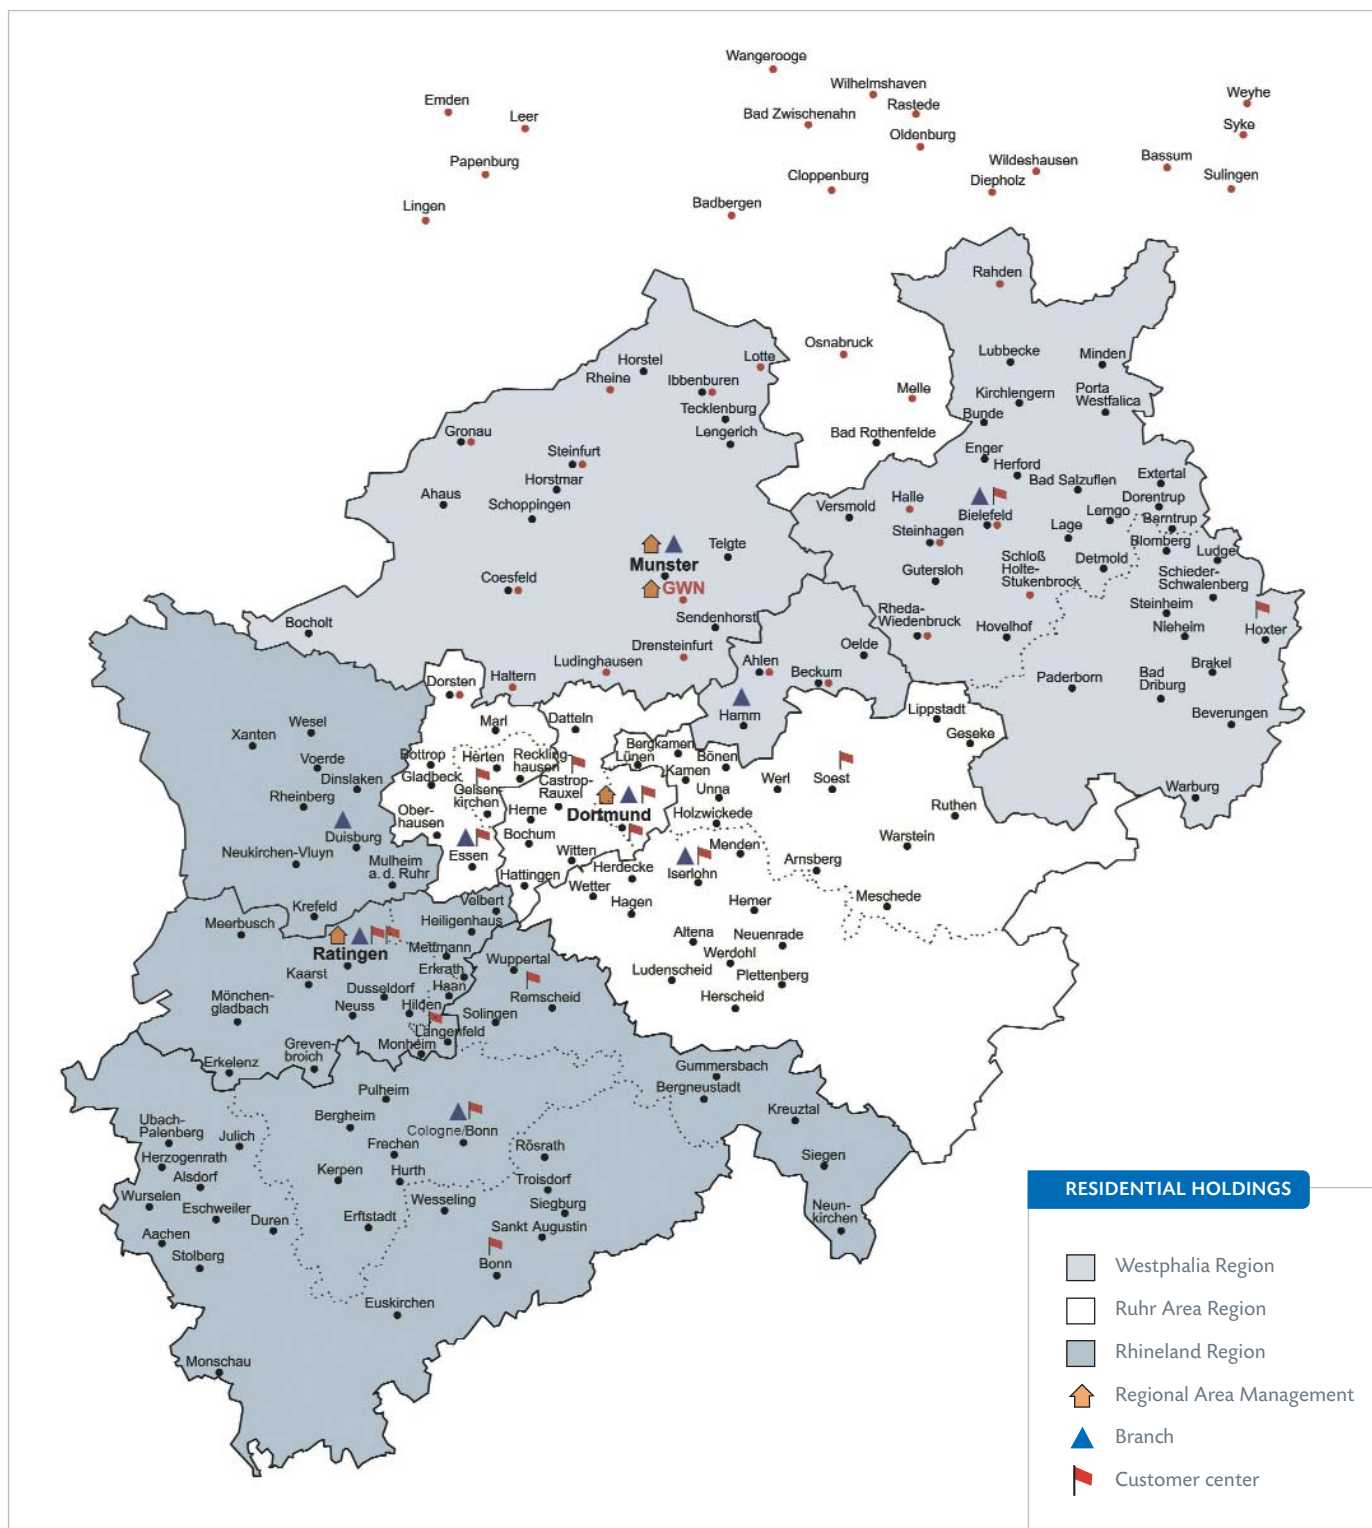 Wangerooge
Wilhelmshaven
Weyhe
Emden
Rastede
Leer
Bad Zwischenahn
Syke
Oldenburg
Papenburg
Wildeshausen
Bassum
Cloppenburg
Diepholz
Sulingen
Lingen
Badbergen
Rahden
Osnabruck
Lubbecke
Minden
Horstel
Lotte
Rheine
Ibbenburen
Melle
Kirchlengern
Porta
Westfalica
Tecklenburg
Bunde
Gronau
Lengerich
Bad Rothenfelde
Steinfurt
Enger
Herford
Extertal
Horstmar
Bad Salzuflen
Ahaus
Schoppingen
Versmold
Halle
Dorentrup
Bielefeld
Lemgo
Barntrup
Steinhagen
Lage
Blomberg
Telgte
Ludge
Munster
Schloß
Holte-
Stukenbrock
Detmold
Gutersloh
Schieder-
Schwalenberg
Coesfeld
GWN
Steinheim
Bocholt
Sendenhorst
Rheda-
Wiedenbruck
Hovelhof
Nieheim
Hoxter
Drensteinfurt
Oelde
Ludinghausen
Ahlen
Beckum
Brakel
Dorsten
Haltern
Paderborn
Bad
Driburg
Hamm
Lippstadt
Beverungen
Wesel
Marl
Datteln
Xanten
Geseke
Bergkamen
Bottrop
Herten
Reckling-
hausen
Lünen
Bönen
Voerde
Gladbeck
Kamen
Werl
Soest
Dinslaken
Castrop-
Rauxel
Gelsen-
kirchen
Unna
Warburg
Rheinberg
Ober-
hausen
Herne
Dortmund
Holzwickede
Ruthen
Duisburg
Bochum
Warstein
Neukirchen-Vluyn
Essen
Witten
Menden
Mulheim
a. d. Ruhr
Herdecke
Iserlohn
Arnsberg
Hattingen
Wetter
Krefeld
Velbert
Hagen
Hemer
Meschede
Meerbusch
Heiligenhaus
Altena
Neuenrade
Ratingen
Mettmann
Wuppertal
Werdohl
Kaarst
Erkrath
Ludenscheid
Plettenberg
Dusseldorf
Haan
Mönchen-
gladbach
Neuss
Hilden
Remscheid
Herscheid
Solingen
Langenfeld
Monheim
Greven-
broich
Erkelenz
Gummersbach
Pulheim
Bergneustadt
Bergheim
Kreuztal
Ubach-
Palenberg
Julich
Cologne/Bonn
Frechen
Rösrath
Herzogenrath
Siegen
Alsdorf
Kerpen
Hurth
Troisdorf
Wurselen
Wesseling
Siegburg
Neun-
kirchen
Eschweiler
Duren
Erftstadt
Sankt Augustin
Aachen
Stolberg
Bonn
Euskirchen
Monschau
RESIDENTIAL HOLDINGS
Westphalia Region
Ruhr Area Region
Rhineland Region
Regional Area Management
Branch
Customer center